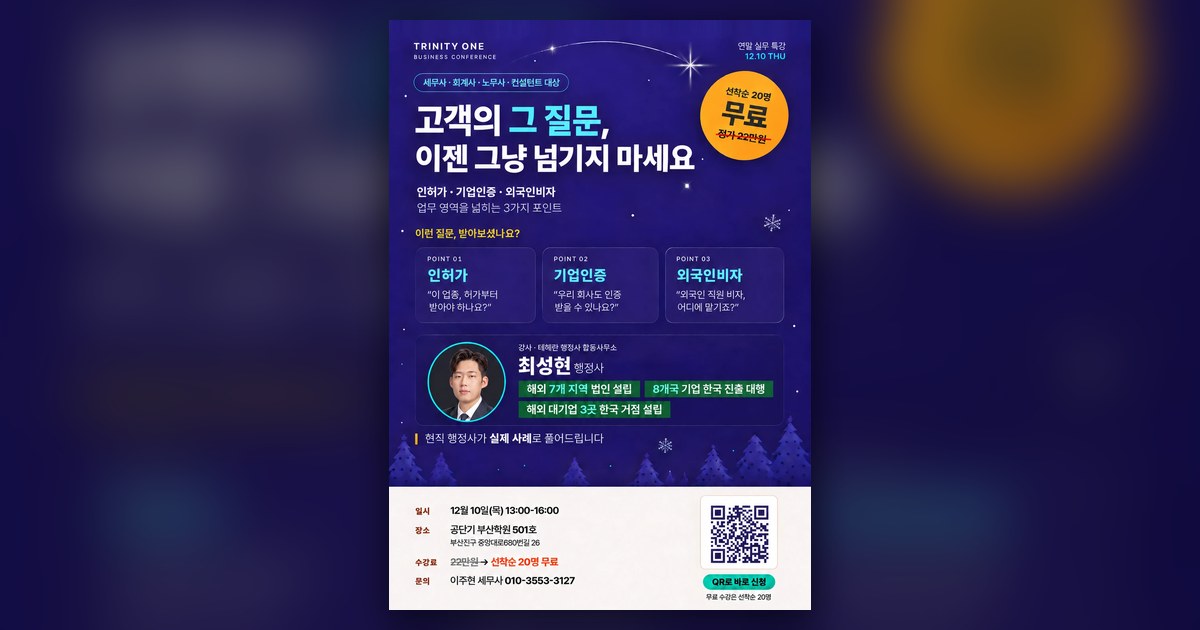 TRINITY ONE
BUSINESS CONFERENCE
연말 실무 특강
12.10 THU
세무사 · 회계사 · 노무사 · 컨설턴트 대상
선착순 20명
무료
정가 22만원
고객의 그 질문,
이젠 그냥 넘기지 마세요
인허가 · 기업인증 · 외국인비자
업무 영역을 넓히는 3가지 포인트
이런 질문, 받아보셨나요?
POINT 01
인허가
“이 업종, 허가부터
받아야 하나요?”
POINT 02
기업인증
“우리 회사도 인증
받을 수 있나요?”
POINT 03
외국인비자
“외국인 직원 비자,
어디에 맡기죠?”
강사 · 테헤란 행정사 합동사무소
최성현 행정사
해외 7개 지역 법인 설립
8개국 기업 한국 진출 대행
해외 대기업 3곳 한국 거점 설립
현직 행정사가 실제 사례로 풀어드립니다
일시 12월 10일(목) 13:00-16:00
장소 공단기 부산학원 501호
부산진구 중앙대로680번길 26
수강료 22만원 → 선착순 20명 무료
문의 이주현 세무사 010-3553-3127
QR로 바로 신청
무료 수강은 선착순 20명